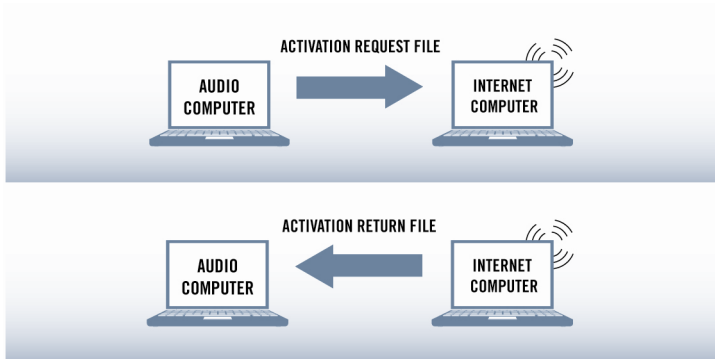 ACTIVATION REQUEST FILE
AUDIO
COMPUTER
INTERNET
COMPUTER
ACTIVATION RETURN FILE
AUDIO
COMPUTER
INTERNET
COMPUTER